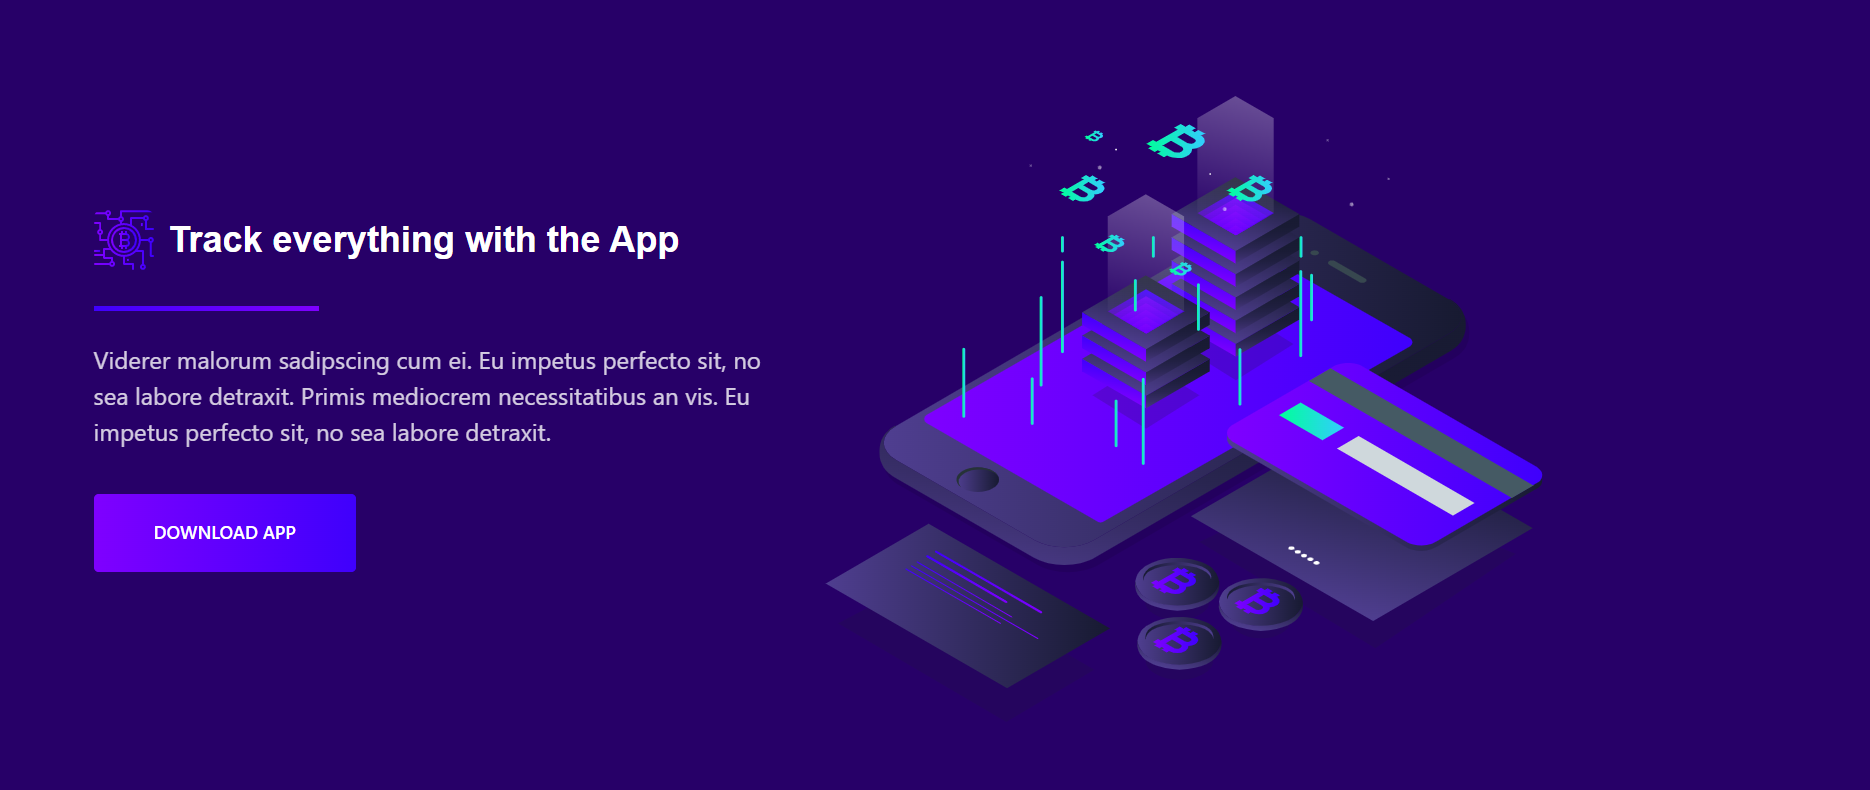 Track everything with the App
Viderer malorum sadipscing cum ei. Eu impetus perfecto sit, no
sea labore detraxit. Primis mediocrem necessitatibus an vis. Eu
impetus perfecto sit, no sea labore detraxit.
DOWNLOAD APP